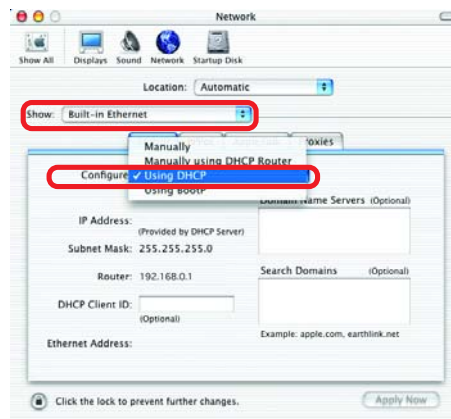 Network
Show All Displays Sound Network Startup Disk
Location: Automatic
Show: Built-in Ethernet
Proxies
Manually
Manually using DHCP Router
Configure ✓ Using DHCP
Using BootP
Domain Name Servers (Optional)
IP Address:
(Provided by DHCP Server)
Subnet Mask: 255.255.255.0
Router: 192.168.0.1
Search Domains (Optional)
DHCP Client ID:
(Optional)
Example: apple.com, earthlink.net
Ethernet Address:
Click the lock to prevent further changes.
Apply Now